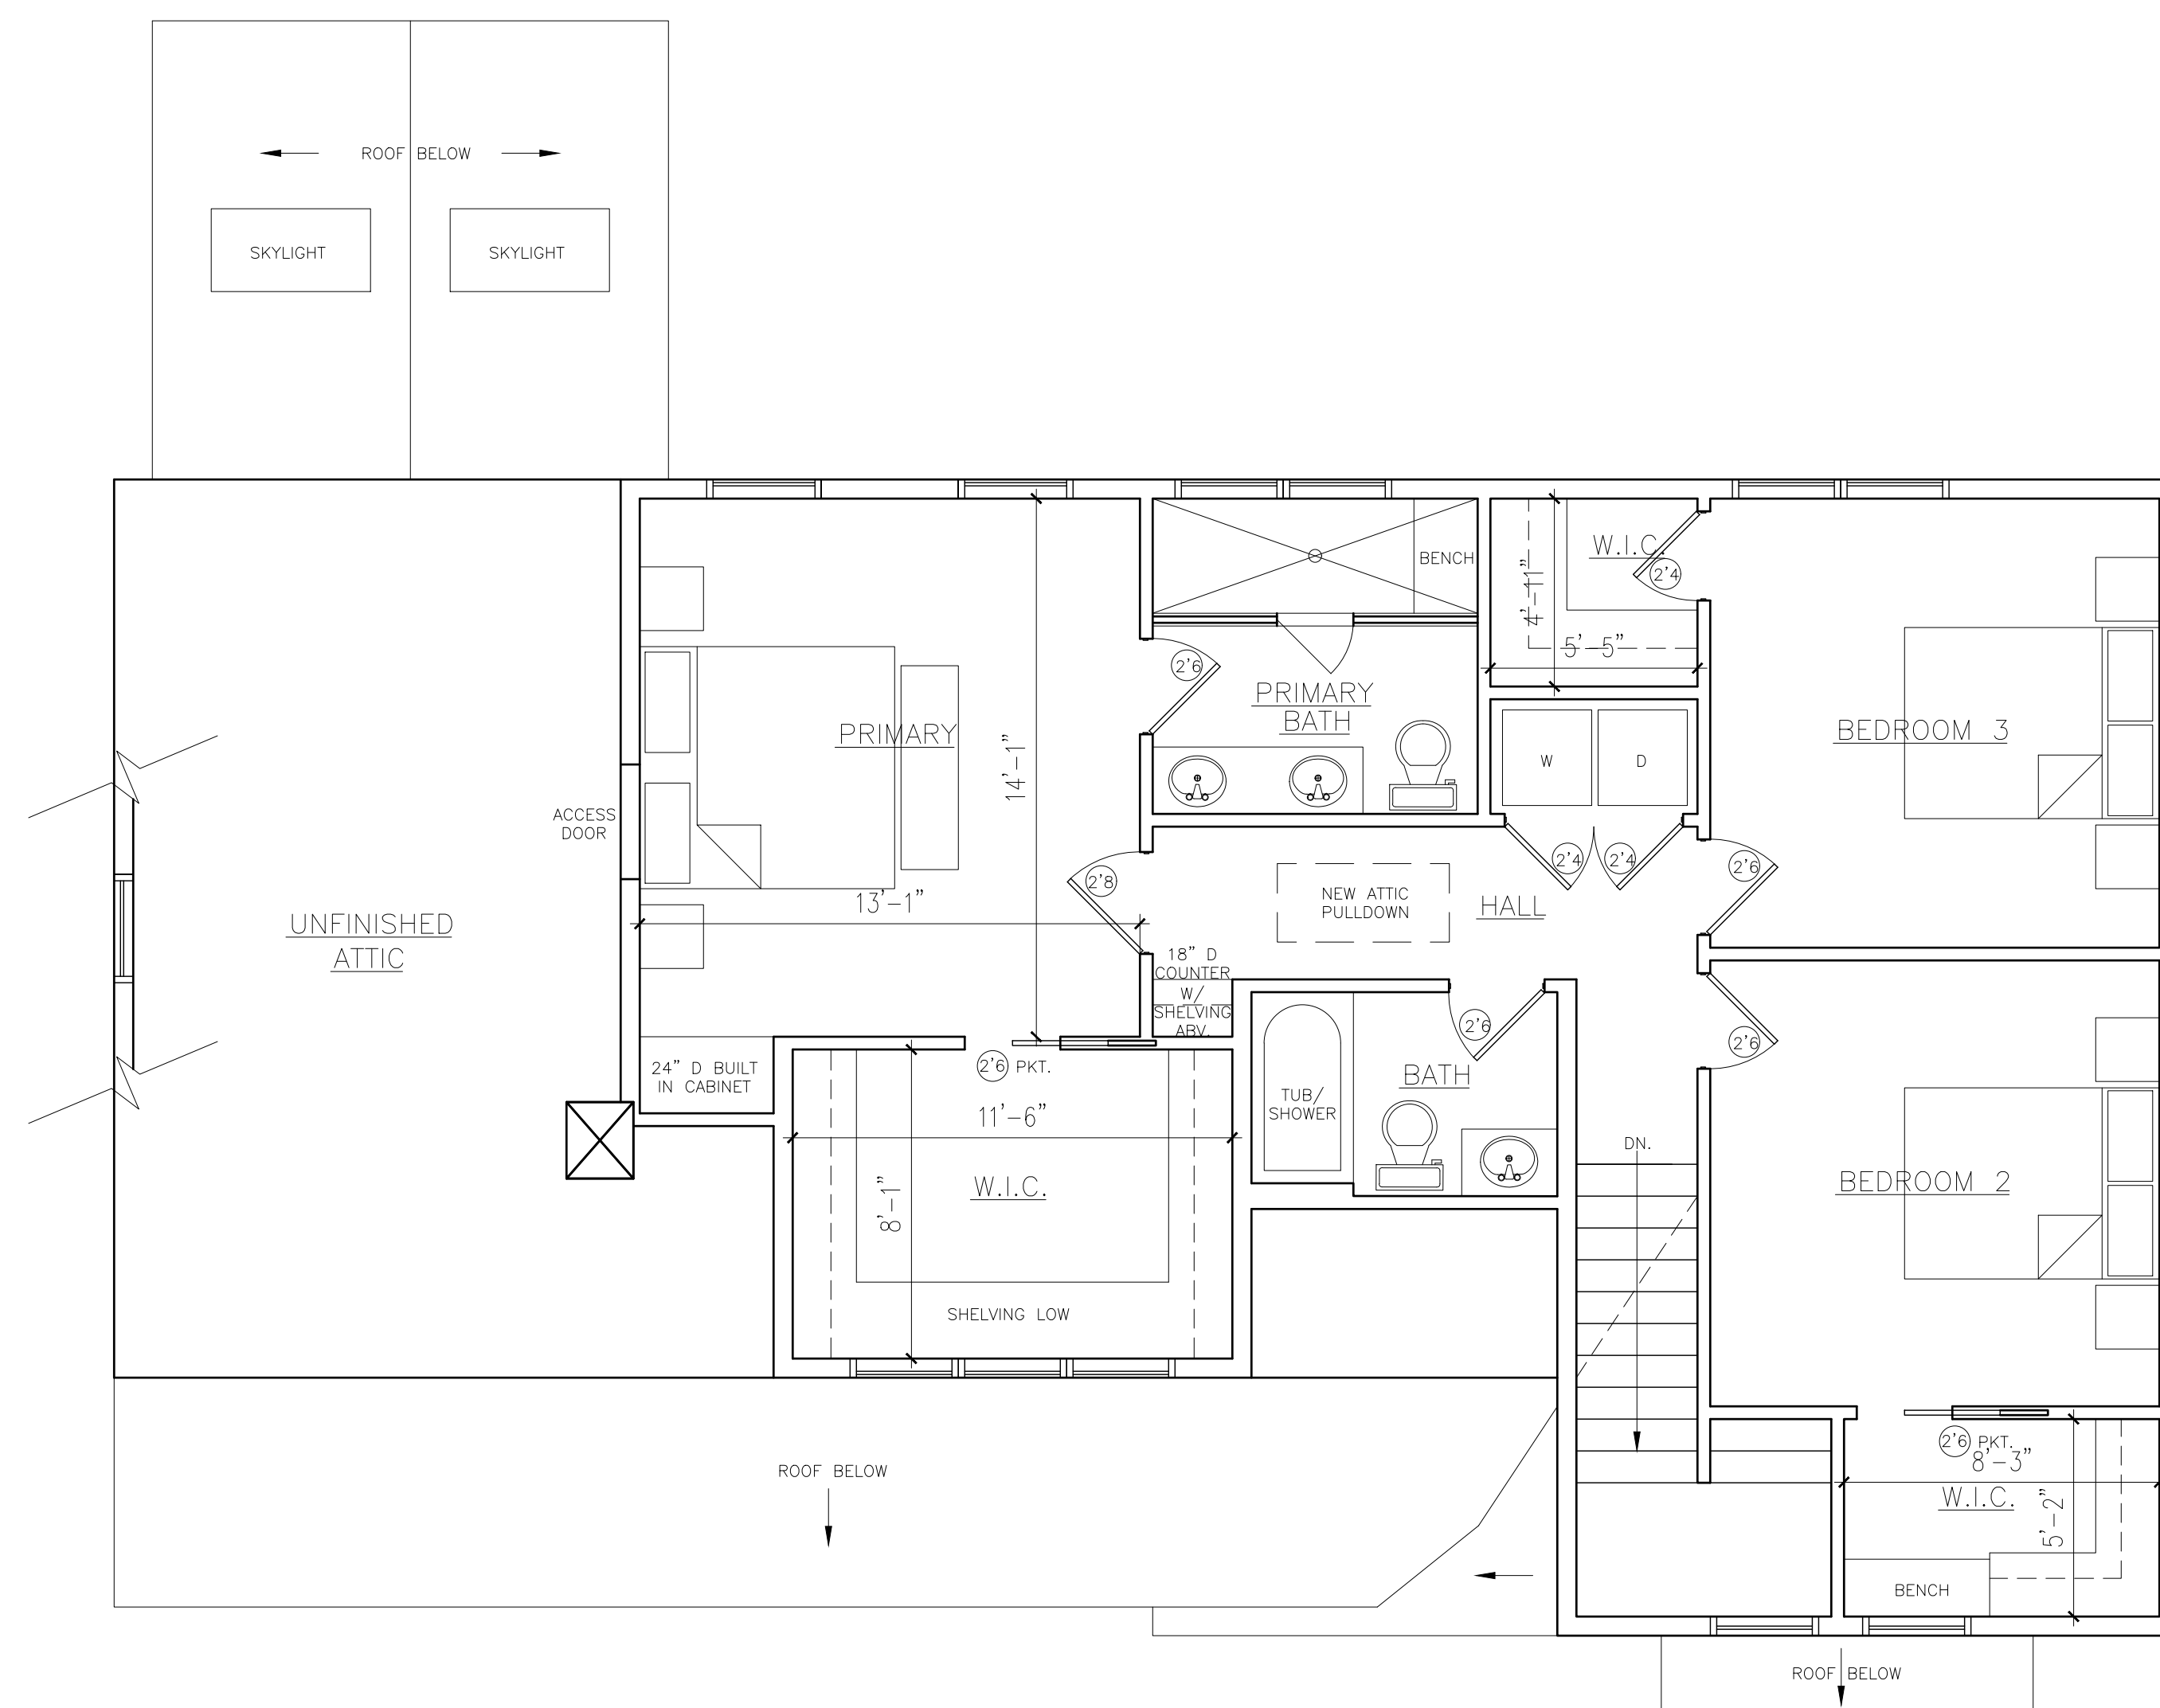 ROOF BELOW
SKYLIGHT
SKYLIGHT
BENCH
W.I.C.
2'4
4'-11"
5'-5"
2'6
PRIMARY
BATH
PRIMARY
14'-1"
BEDROOM 3
W
D
ACCESS
DOOR
2'8
2'4
2'4
2'6
13'-1"
NEW ATTIC
PULLDOWN
HALL
UNFINISHED
ATTIC
18" D
COUNTER
W/
SHELVING
ABV.
2'6
2'6
24" D BUILT
IN CABINET
2'6 PKT.
BATH
TUB/
SHOWER
11'-6"
DN.
W.I.C.
8'-1"
BEDROOM 2
SHELVING LOW
2'6 PKT.
8'-3"
ROOF BELOW
W.I.C.
5'-2"
BENCH
ROOF BELOW